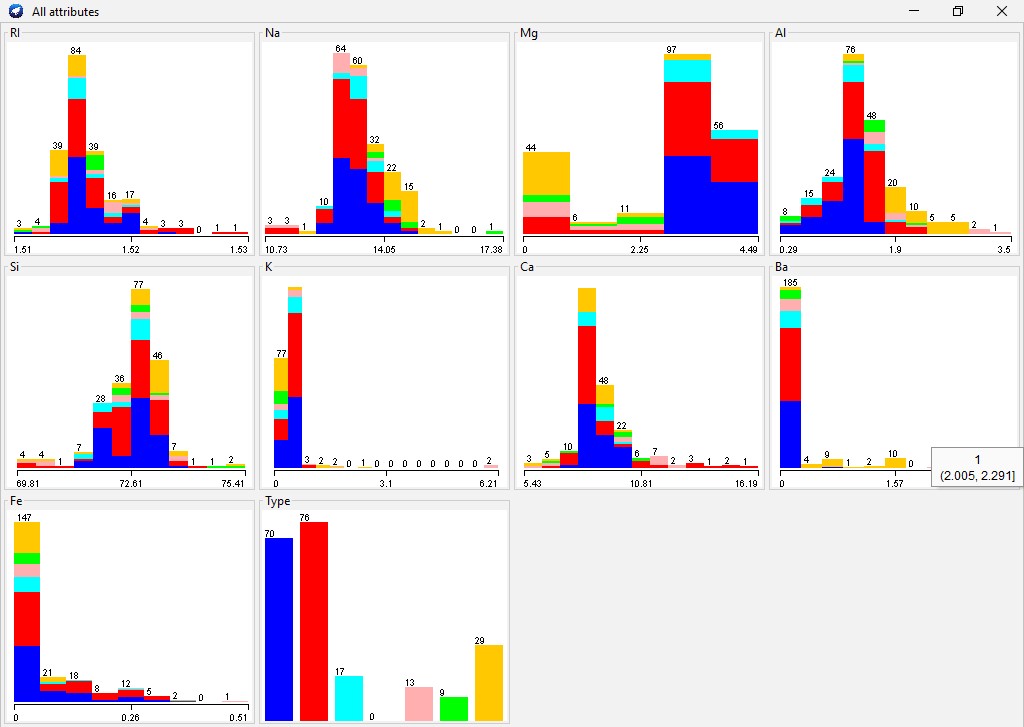 All attributes
RI
84
39 39
16 17
3 4 4 3 3 0 1 1
1.51 1.52 1.53
Na
64
60
32
22
15
10
3 3 1 2 1 0 0 1
10.73 14.05 17.38
Mg
97
56
44
6 11
0 2.25 4.49
Al
76
48
24
20
15
10
8 5 5 2 1
0.29 1.9 3.5
Si
77
46
36
28
4 4 1 7 7 1 1 2
69.81 72.61 75.41
K
77
3 2 2 0 1 0 0 0 0 0 0 0 0 2
0 3.1 6.21
Ca
48
22
3 5 10 6 7 2 3 1 2 1
5.43 10.81 16.19
Ba
185
4 9 1 2 10 0
0 1.57
1
(2.005, 2.291]
Fe
147
21 18
8 12 5 2 0 1
0 0.26 0.51
Type
70 76
17
0
13
9
29